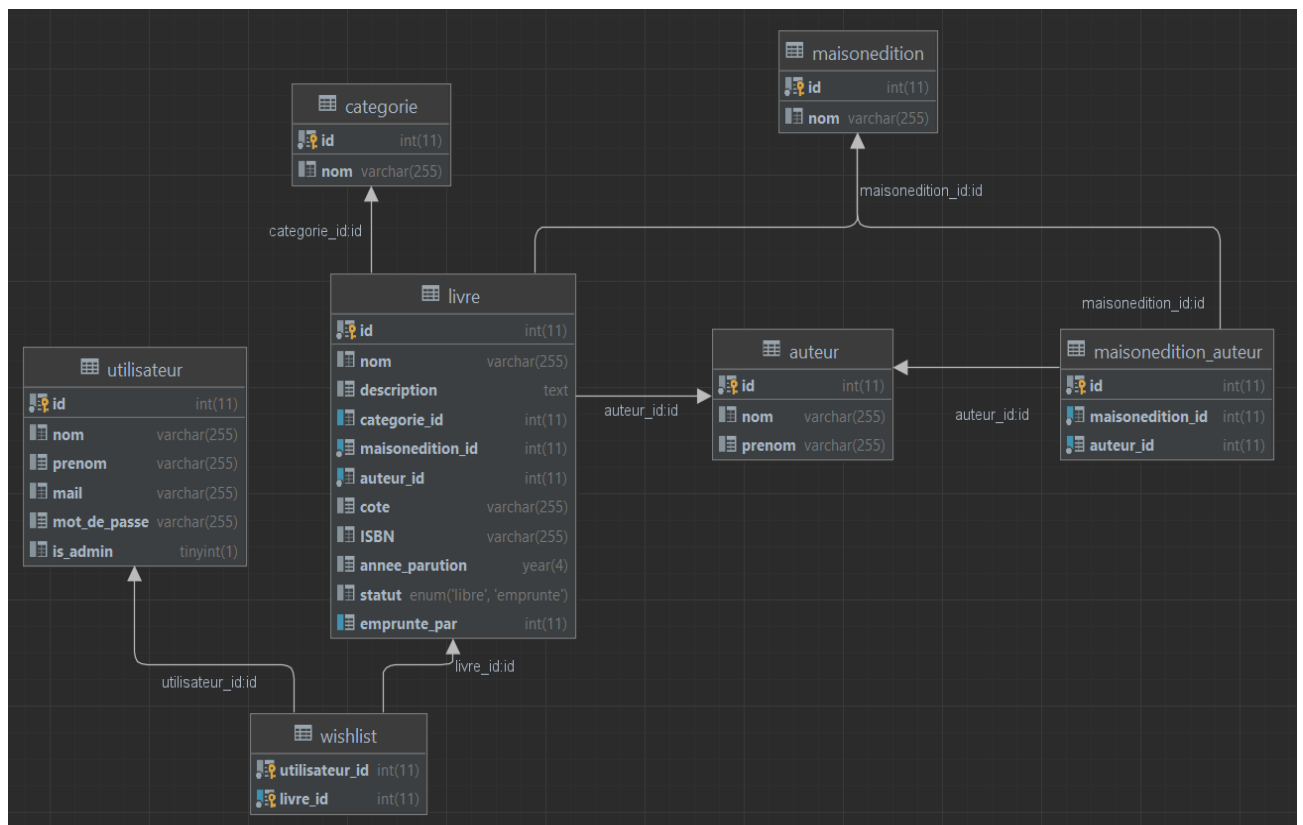 maisonedition
id int(11)
nom varchar(255)
categorie
id int(11)
nom varchar(255)
maisonedition_id:id
categorie_id:id
livre
id int(11)
nom varchar(255)
description text
categorie_id int(11)
maisonedition_id int(11)
auteur_id int(11)
cote varchar(255)
ISBN varchar(255)
annee_parution year(4)
statut enum('libre', 'emprunte')
emprunte_par int(11)
maisonedition_id:id
auteur
id int(11)
nom varchar(255)
prenom varchar(255)
maisonedition_auteur
id int(11)
maisonedition_id int(11)
auteur_id int(11)
auteur_id:id
auteur_id:id
utilisateur
id int(11)
nom varchar(255)
prenom varchar(255)
mail varchar(255)
mot_de_passe varchar(255)
is_admin tinyint(1)
livre_id:id
utilisateur_id:id
wishlist
utilisateur_id int(11)
livre_id int(11)